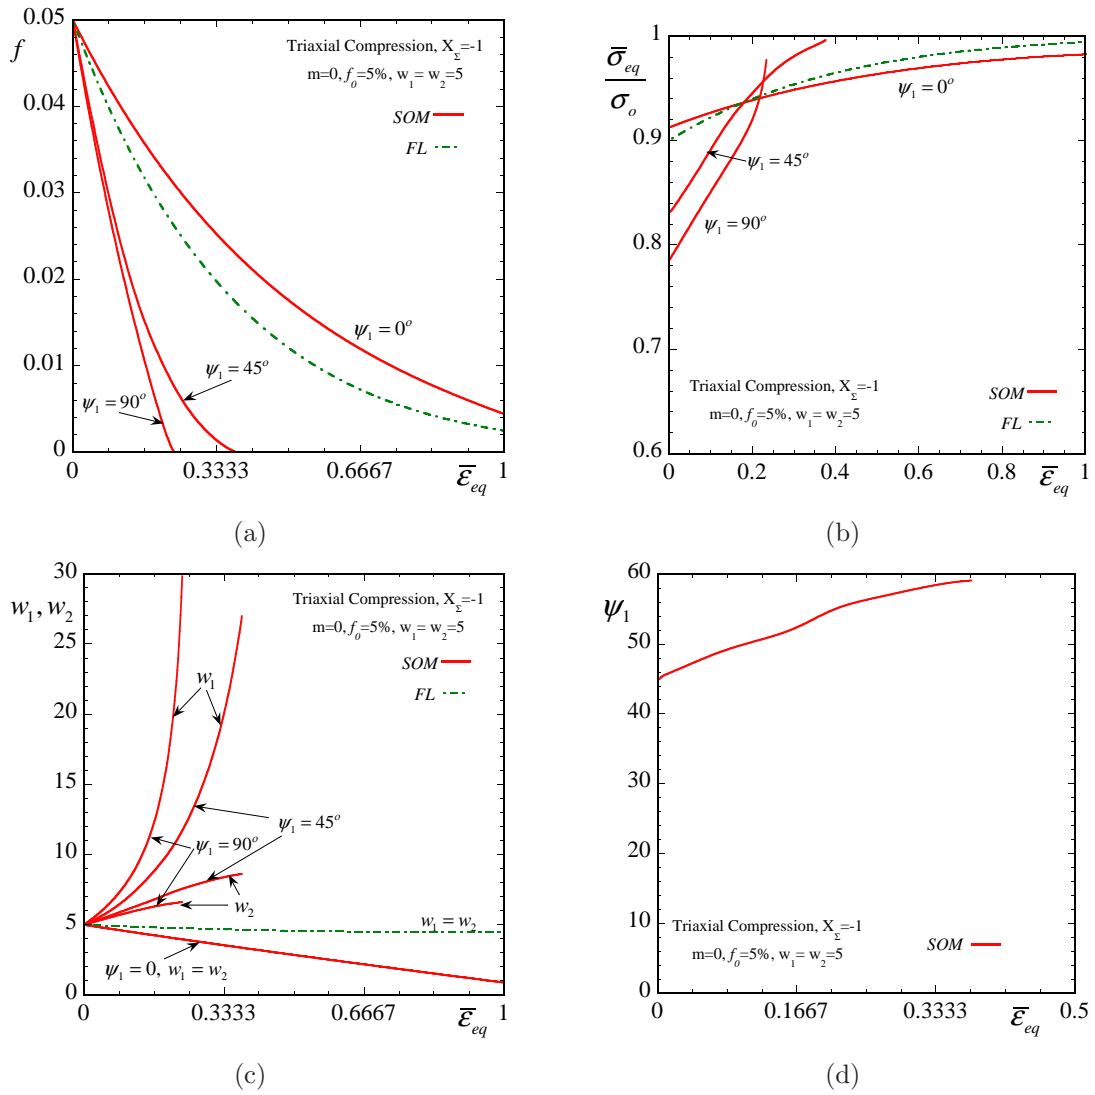 0.05
f
0.04
0.03
0.02
0.01
0
Triaxial Compression, X_Σ=-1
m=0, f_0=5%, w_1= w_2=5
SOM
FL
ψ_1 = 0°
ψ_1 = 45°
ψ_1 = 90°
0 0.3333 0.6667 ε̅_eq 1
(a)
1
σ̅_eq
σ_o
0.9
0.8
0.7
0.6
ψ_1 = 0°
ψ_1 = 45°
ψ_1 = 90°
Triaxial Compression, X_Σ=-1
m=0, f_0=5%, w_1= w_2=5
SOM
FL
0 0.2 0.4 0.6 0.8 ε̅_eq 1
(b)
30
w_1, w_2
25
20
15
10
5
0
Triaxial Compression, X_Σ=-1
m=0, f_0=5%, w_1= w_2=5
SOM
FL
w_1
ψ_1 = 45°
ψ_1 = 90°
w_2
w_1 = w_2
ψ_1 = 0, w_1 = w_2
0 0.3333 0.6667 ε̅_eq 1
(c)
60
ψ_1
50
40
30
20
10
0
Triaxial Compression, X_Σ=-1
m=0, f_0=5%, w_1= w_2=5
SOM
0 0.1667 0.3333 ε̅_eq 0.5
(d)